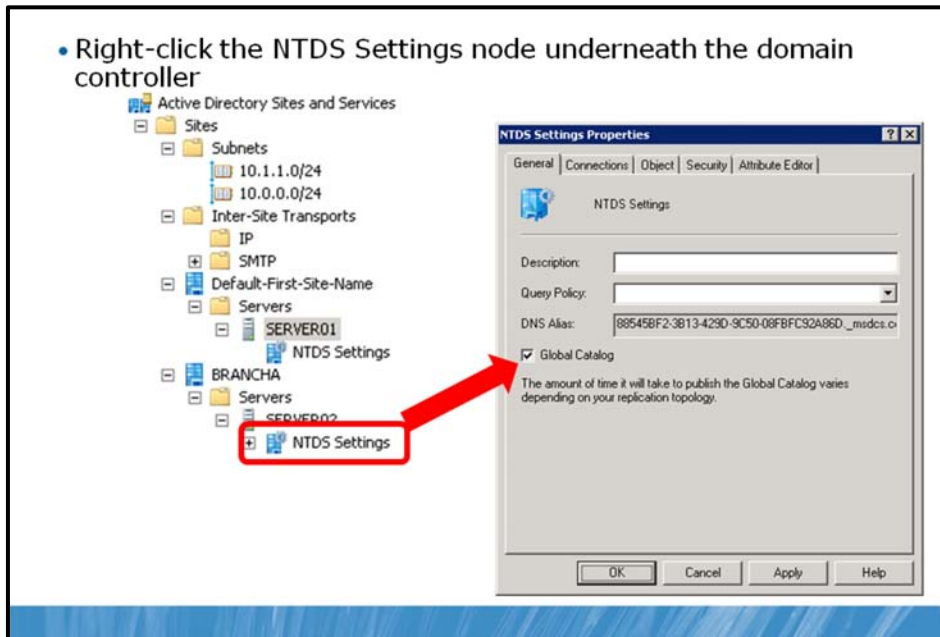 • Right-click the NTDS Settings node underneath the domain
controller
Active Directory Sites and Services
Sites
Subnets
10.1.1.0/24
10.0.0.0/24
Inter-Site Transports
IP
SMTP
Default-First-Site-Name
Servers
SERVER01
NTDS Settings
BRANCHA
Servers
SERVER02
NTDS Settings
NTDS Settings Properties
General Connections Object Security Attribute Editor
NTDS Settings
Description:
Query Policy:
DNS Alias: 88545BF2-3B13-429D-9C50-08FBFC92A86D._msdcs.c
Global Catalog
The amount of time it will take to publish the Global Catalog varies
depending on your replication topology.
OK Cancel Apply Help